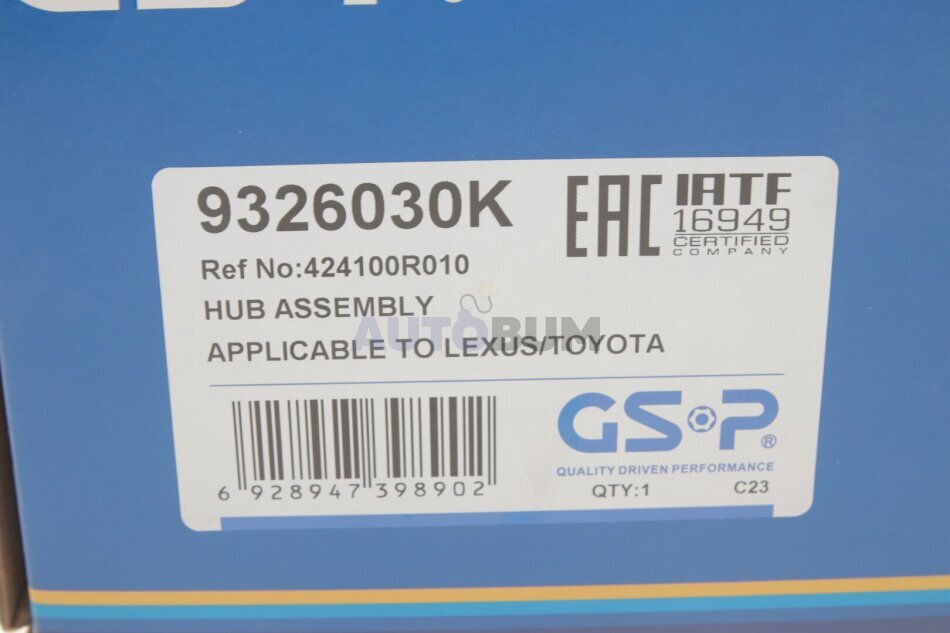 9326030K
EAC
IATF
16949
CERTIFIED
COMPANY
Ref No:424100R010
HUB ASSEMBLY
AUTOBUM
APPLICABLE TO LEXUS/TOYOTA
GSP®
QUALITY DRIVEN PERFORMANCE
6 928947 398902
QTY:1 C23